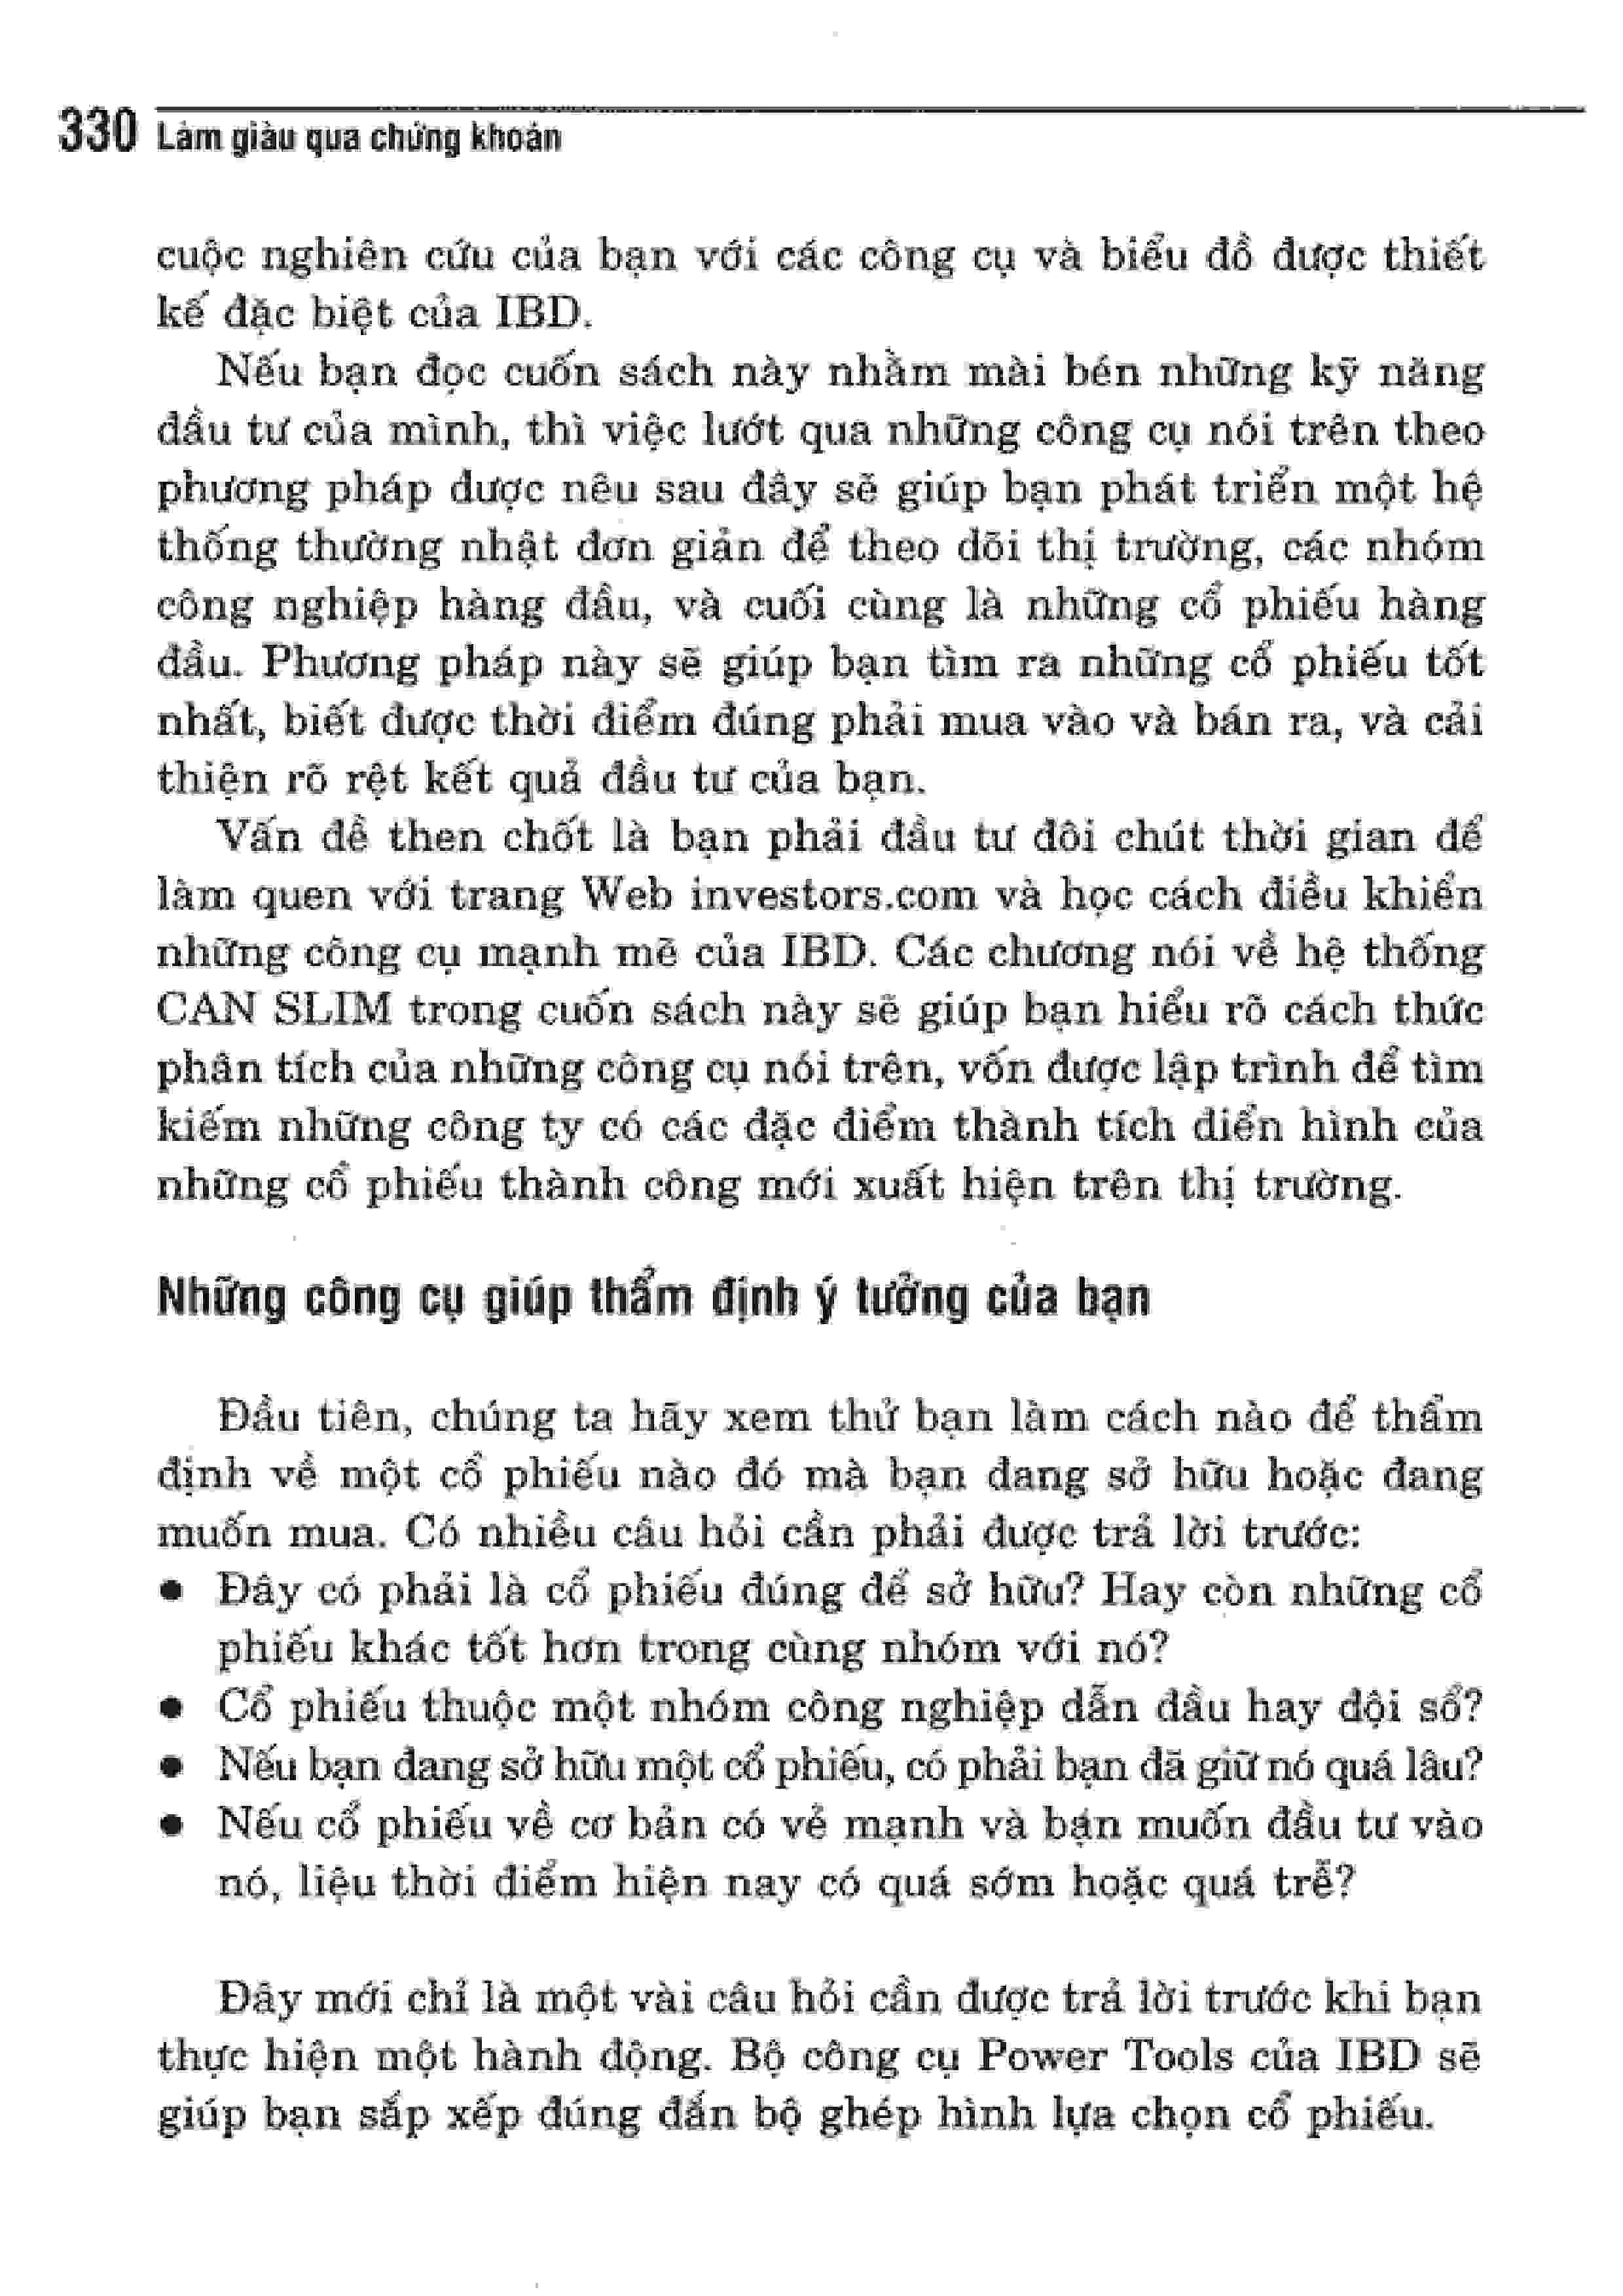 330 Làm giàu qua chứng khoán
cuộc nghiên cứu của bạn với các công cụ và biểu đồ được thiết
kế đặc biệt của IBD.
Nếu bạn đọc cuốn sách này nhằm mài bén những kỹ năng
đầu tư của mình, thì việc lướt qua những công cụ nói trên theo
phương pháp được nêu sau đây sẽ giúp bạn phát triển một hệ
thống thường nhật đơn giản để theo dõi thị trường, các nhóm
công nghiệp hàng đầu, và cuối cùng là những cổ phiếu hàng
đầu. Phương pháp này sẽ giúp bạn tìm ra những cổ phiếu tốt
nhất, biết được thời điểm đúng phải mua vào và bán ra, và cải
thiện rõ rệt kết quả đầu tư của bạn.
Vấn đề then chốt là bạn phải đầu tư đôi chút thời gian để
làm quen với trang Web investors.com và học cách điều khiển
những công cụ mạnh mẽ của IBD. Các chương nói về hệ thống
CAN SLIM trong cuốn sách này sẽ giúp bạn hiểu rõ cách thức
phân tích của những công cụ nói trên, vốn được lập trình để tìm
kiếm những công ty có các đặc điểm thành tích điển hình của
những cổ phiếu thành công mới xuất hiện trên thị trường.
Những công cụ giúp thẩm định ý tưởng của bạn
Đầu tiên, chúng ta hãy xem thử bạn làm cách nào để thẩm
định về một cổ phiếu nào đó mà bạn đang sở hữu hoặc đang
muốn mua. Có nhiều câu hỏi cần phải được trả lời trước:
● Đây có phải là cổ phiếu đúng để sở hữu? Hay còn những cổ
phiếu khác tốt hơn trong cùng nhóm với nó?
● Cổ phiếu thuộc một nhóm công nghiệp dẫn đầu hay đội sổ?
● Nếu bạn đang sở hữu một cổ phiếu, có phải bạn đã giữ nó quá lâu?
● Nếu cổ phiếu về cơ bản có vẻ mạnh và bạn muốn đầu tư vào
nó, liệu thời điểm hiện nay có quá sớm hoặc quá trễ?
Đây mới chỉ là một vài câu hỏi cần được trả lời trước khi bạn
thực hiện một hành động. Bộ công cụ Power Tools của IBD sẽ
giúp bạn sắp xếp đúng đắn bộ ghép hình lựa chọn cổ phiếu.